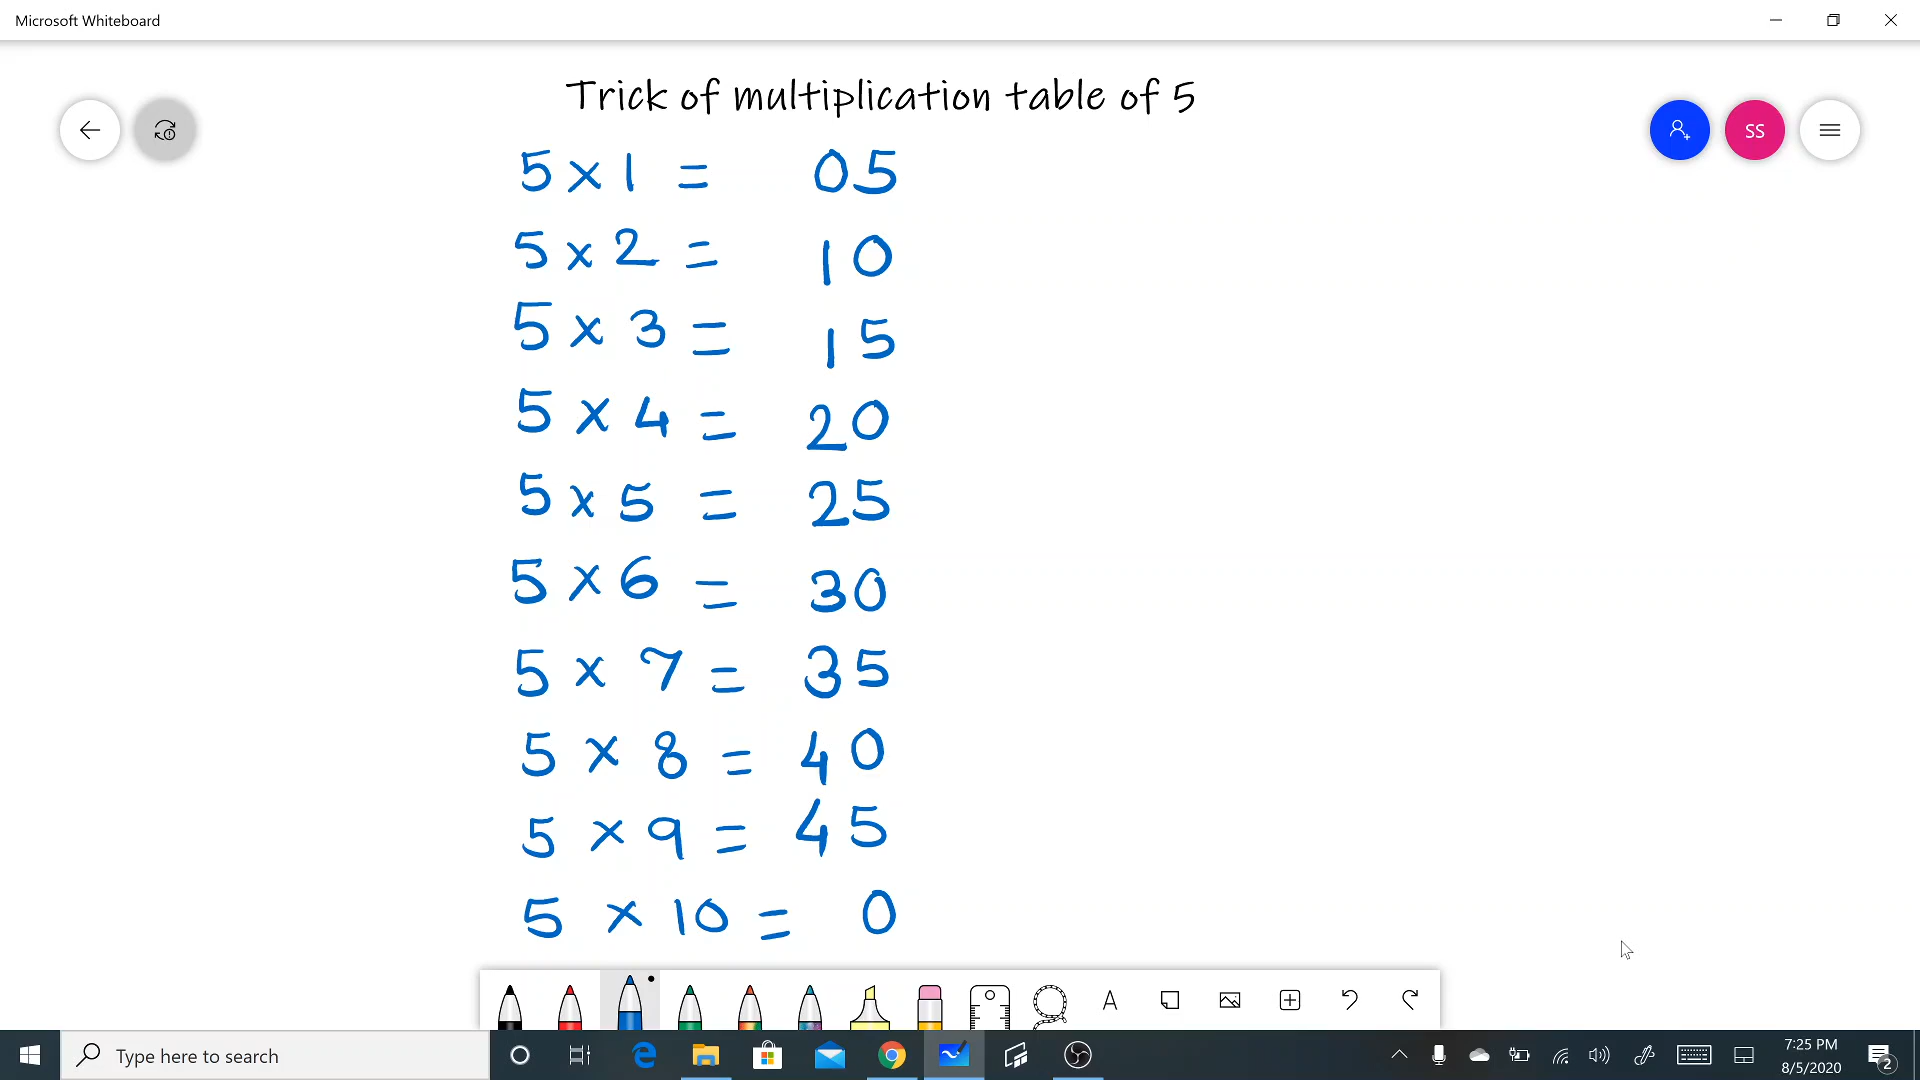 Microsoft Whiteboard
Trick of multiplication table of 5
SS
5 x 1 = 05
5 x 2 = 10
5 x 3 = 15
5 x 4 = 20
5 x 5 = 25
5 x 6 = 30
5 x 7 = 35
5 x 8 = 40
5 x 9 = 45
5 x 10 = 0
A
Type here to search
7:25 PM
8/5/2020
2